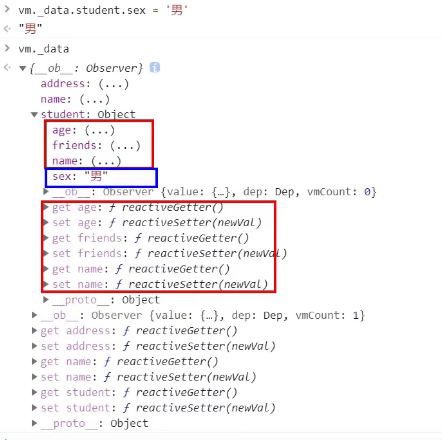 > vm._data.student.sex = '男'
< "男"
> vm._data
< ▼{__ob__: Observer} i
address: (...)
name: (...)
▼student: Object
age: (...)
friends: (...)
name: (...)
sex: "男"
▶__ob__: Observer {value: {…}, dep: Dep, vmCount: 0}
▶get age: ƒ reactiveGetter()
▶set age: ƒ reactiveSetter(newVal)
▶get friends: ƒ reactiveGetter()
▶set friends: ƒ reactiveSetter(newVal)
▶get name: ƒ reactiveGetter()
▶set name: ƒ reactiveSetter(newVal)
▶__proto__: Object
▶__ob__: Observer {value: {…}, dep: Dep, vmCount: 1}
▶get address: ƒ reactiveGetter()
▶set address: ƒ reactiveSetter(newVal)
▶get name: ƒ reactiveGetter()
▶set name: ƒ reactiveSetter(newVal)
▶get student: ƒ reactiveGetter()
▶set student: ƒ reactiveSetter(newVal)
▶__proto__: Object